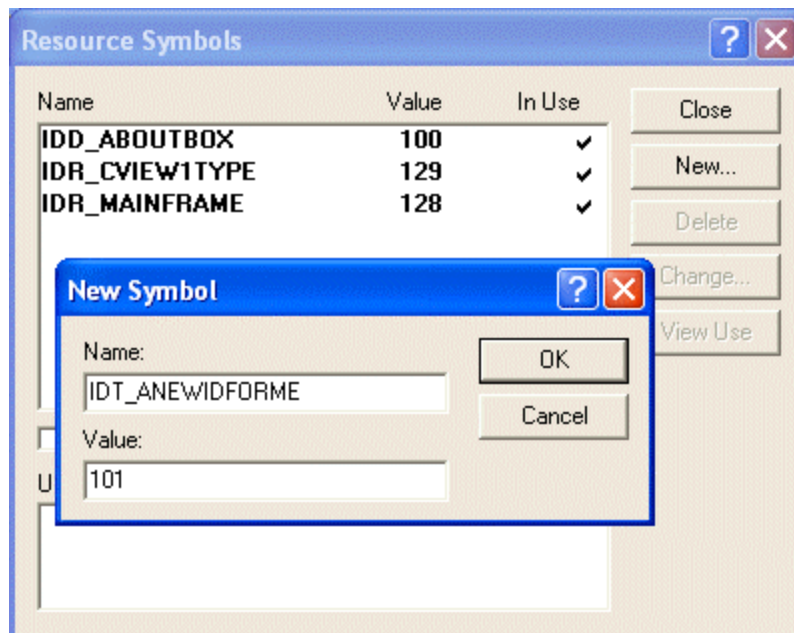 Resource Symbols
Name Value In Use
IDD_ABOUTBOX 100
IDR_CVIEW1TYPE 129
IDR_MAINFRAME 128
Close
New...
Delete
Change...
View Use
New Symbol
Name:
IDT_ANEWIDFORME
Value:
101
OK
Cancel